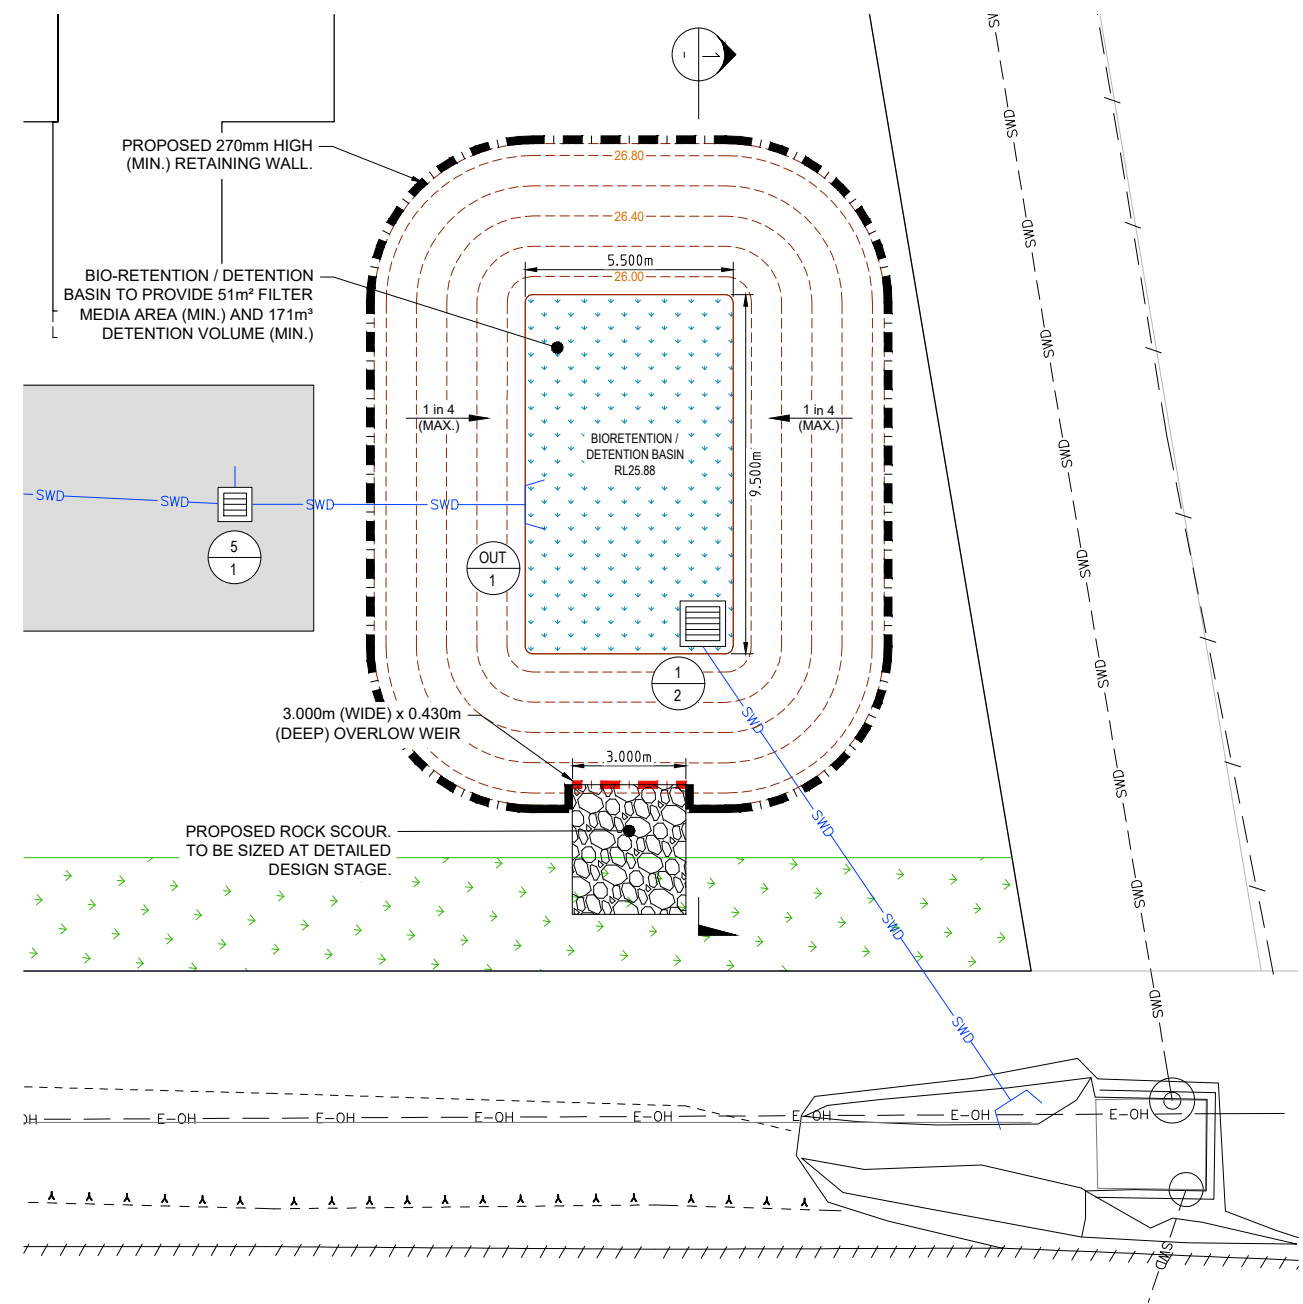 -
1
SWD
SWD
SWD
SWD
SWD
SWD
SWD
SWD
SWD
SWD
SWD
PROPOSED 270mm HIGH
(MIN.) RETAINING WALL.
26.80
26.40
5.500m
26.00
BIO-RETENTION / DETENTION
BASIN TO PROVIDE 51m² FILTER
MEDIA AREA (MIN.) AND 171m³
DETENTION VOLUME (MIN.)
1 in 4
(MAX.)
1 in 4
(MAX.)
BIORETENTION /
DETENTION BASIN
RL25.88
9.500m
SWD
SWD
SWD
SWD
5
1
OUT
1
1
2
3.000m (WIDE) x 0.430m
(DEEP) OVERLOW WEIR
3.000m
SWD
SWD
SWD
SWD
PROPOSED ROCK SCOUR.
TO BE SIZED AT DETAILED
DESIGN STAGE.
E-OH
E-OH
E-OH
E-OH
E-OH
E-OH
E-OH
SWD